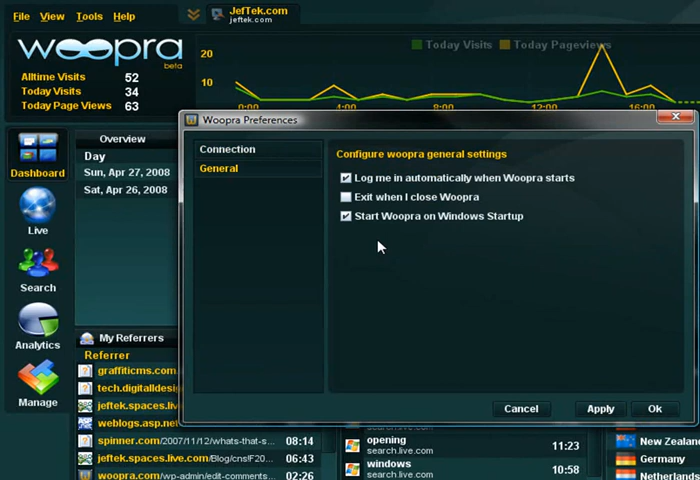 File View Tools Help
JefTek.com
jeftek.com
woopra
beta
Alltime Visits 52
Today Visits 34
Today Page Views 63
Today Visits Today Pageviews
20
10
0:00 4:00 8:00 12:00 16:00
Dashboard
Live
Search
Analytics
Manage
Overview
Day
Sun, Apr 27, 2008
Sat, Apr 26, 2008
Woopra Preferences
Connection
General
Configure woopra general settings
Log me in automatically when Woopra starts
Exit when I close Woopra
Start Woopra on Windows Startup
Cancel Apply Ok
My Referrers
Referrer
graffiticms.com
tech.digitalldesig
jeftek.spaces.liv
weblogs.asp.net
spinner.com/2007/11/12/whats-that-s... 08:14
jeftek.spaces.live.com/Blog/cns!F20... 06:43
woopra.com/wp-admin/edit-comments... 02:26
search.live.com
opening
search.live.com 11:23
windows
search.live.com 10:58
New Zealand
Germany
Netherlands